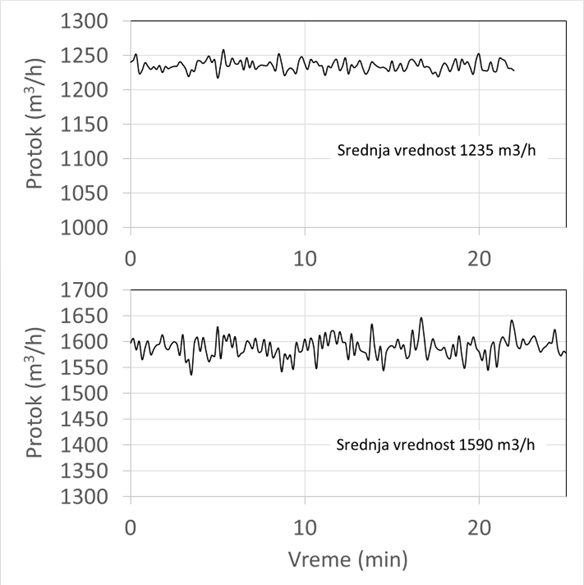 1300
1250
1200
1150
1100
1050
1000
Protok (m³/h)
Srednja vrednost 1235 m3/h
0 10 20
1700
1650
1600
1550
1500
1450
1400
1350
1300
Protok (m³/h)
Srednja vrednost 1590 m3/h
0 10 20
Vreme (min)